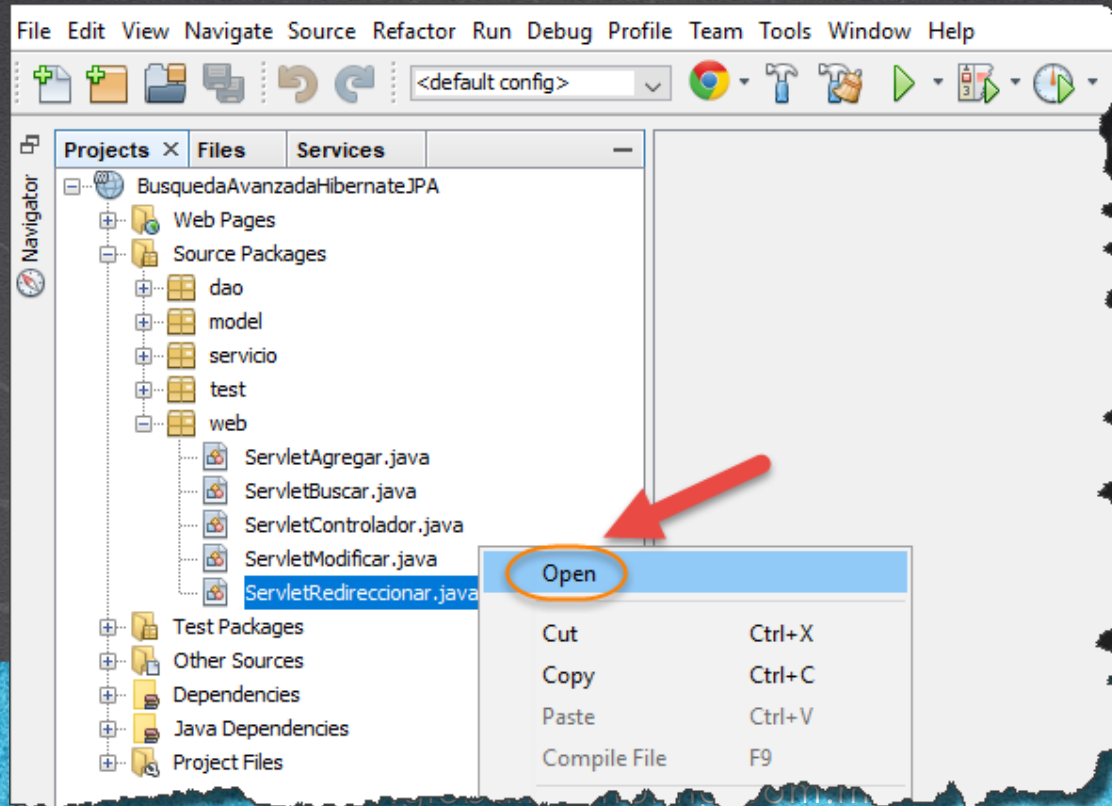 File Edit View Navigate Source Refactor Run Debug Profile Team Tools Window Help
<default config>
Projects Files Services
Navigator
BusquedaAvanzadaHibernateJPA
Web Pages
Source Packages
dao
model
servicio
test
web
ServletAgregar.java
ServletBuscar.java
ServletControlador.java
ServletModificar.java
ServletRedireccionar.java
Open
Test Packages
Cut Ctrl+X
Other Sources
Copy Ctrl+C
Dependencies
Paste Ctrl+V
Java Dependencies
Compile File F9
Project Files